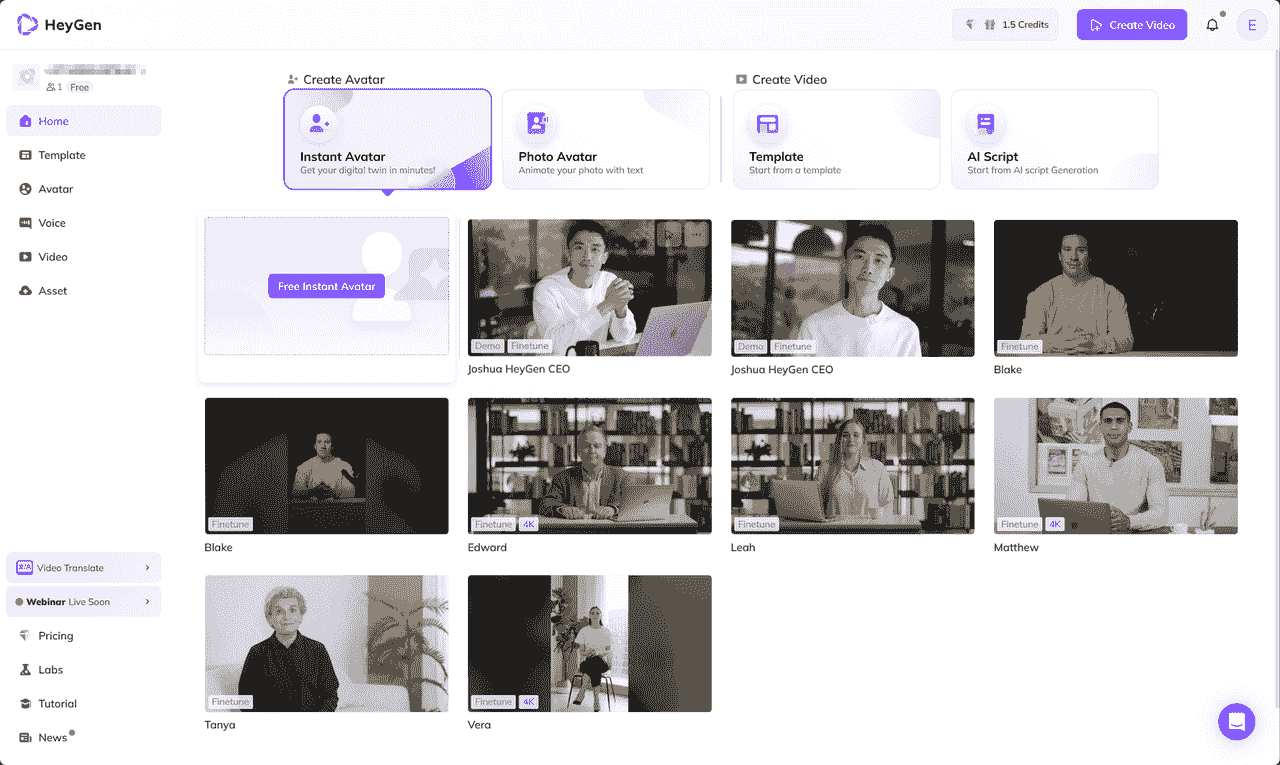 HeyGen
1.5 Credits
Create Video
E
1
Free
Home
Template
Avatar
Voice
Video
Asset
Video Translate
Webinar Live Soon
Pricing
Labs
Tutorial
News
Create Avatar
Instant Avatar
Get your digital twin in minutes!
Photo Avatar
Animate your photo with text
Create Video
Template
Start from a template
AI Script
Start from AI script Generation
Free Instant Avatar
Demo
Finetune
Joshua HeyGen CEO
Demo
Finetune
Joshua HeyGen CEO
Finetune
Blake
Finetune
Blake
Finetune
4K
Edward
Finetune
Leah
Finetune
4K
Matthew
Finetune
Tanya
Finetune
4K
Vera